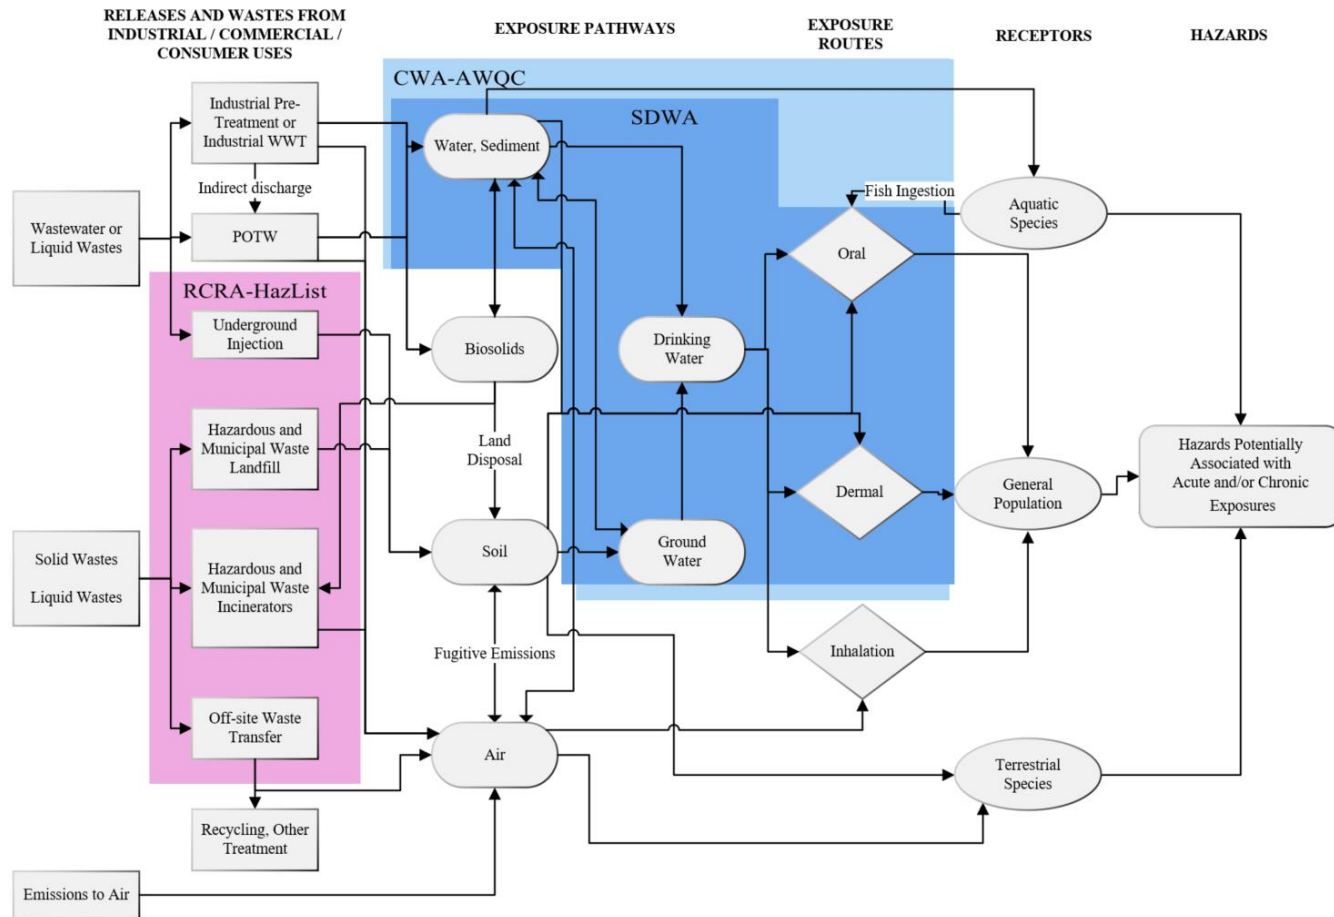 RELEASES AND WASTES FROM
INDUSTRIAL / COMMERCIAL /
CONSUMER USES
EXPOSURE PATHWAYS
EXPOSURE
ROUTES
RECEPTORS
HAZARDS
CWA-AWQC
SDWA
Industrial Pre-
Treatment or
Industrial WWT
Water, Sediment
Indirect discharge
Fish Ingestion
Aquatic
Species
Wastewater or
Liquid Wastes
POTW
Oral
RCRA-HazList
Underground
Injection
Biosolids
Drinking
Water
Hazardous and
Municipal Waste
Landfill
Land
Disposal
Dermal
General
Population
Hazards Potentially
Associated with
Acute and/or Chronic
Exposures
Solid Wastes
Liquid Wastes
Hazardous and
Municipal Waste
Incinerators
Soil
Ground
Water
Fugitive Emissions
Inhalation
Off-site Waste
Transfer
Air
Terrestrial
Species
Recycling, Other
Treatment
Emissions to Air